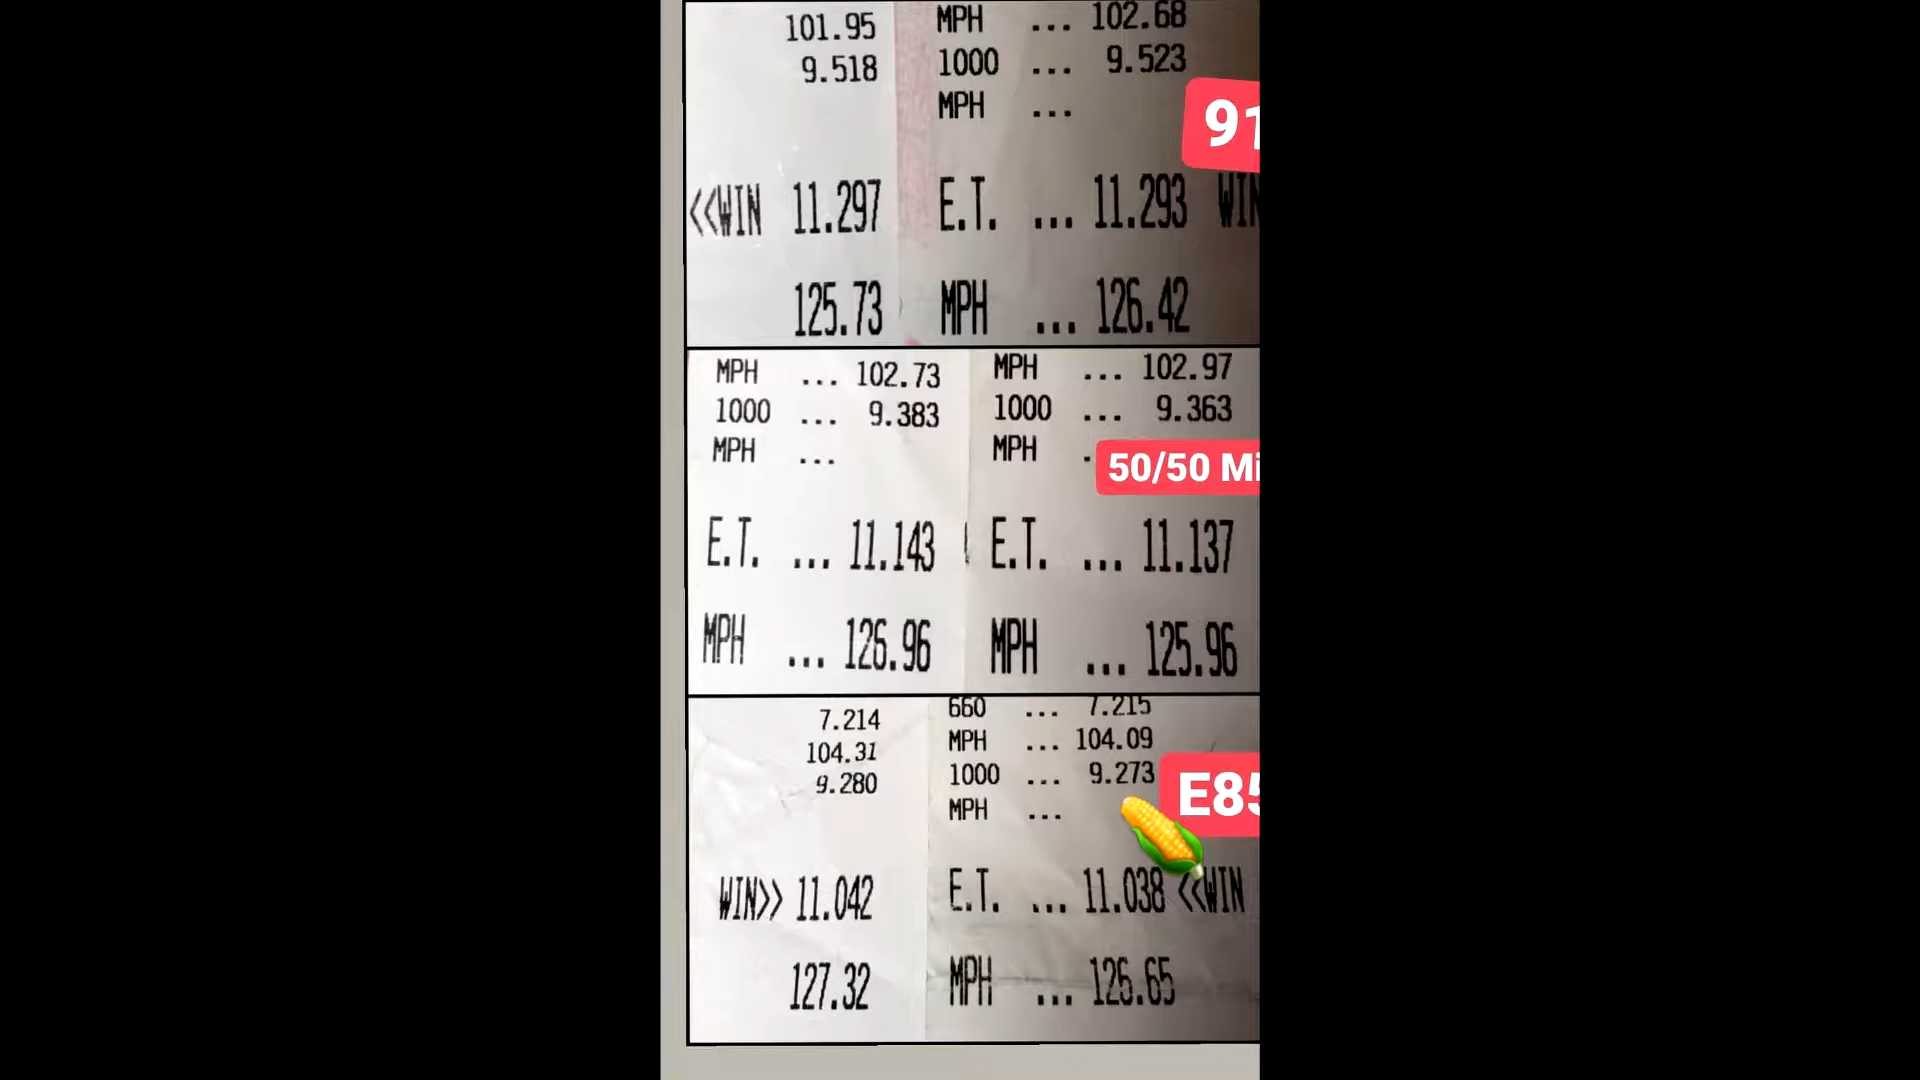 101.95 MPH ... 102.68
9.518 1000 ... 9.523
MPH ...
91
<<WIN 11.297 E.T. ... 11.293 WIN
125.73 MPH ... 126.42
MPH ... 102.73 MPH ... 102.97
1000 ... 9.383 1000 ... 9.363
MPH ... MPH .
50/50 Mi
E.T. ... 11.143 E.T. ... 11.137
MPH ... 126.96 MPH ... 125.96
7.214 660 ... 7.215
104.31 MPH ... 104.09
9.280 1000 ... 9.273
MPH ...
E85
WIN>> 11.042 E.T. ... 11.038 <<WIN
127.32 MPH ... 126.65